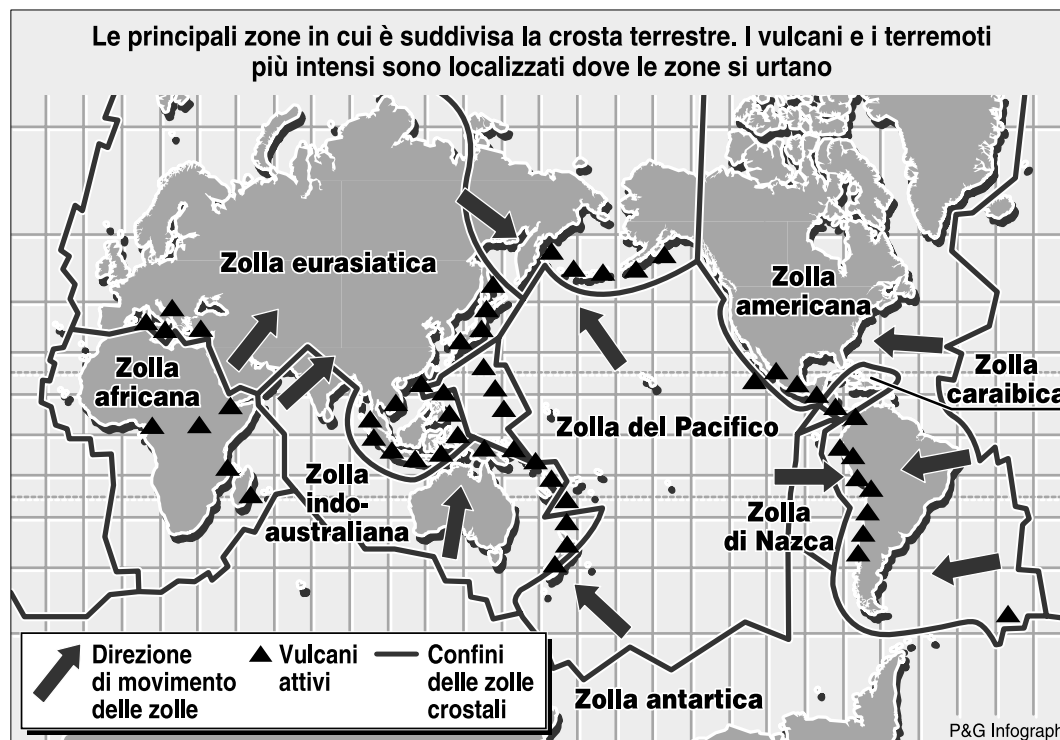 Le principali zone in cui è suddivisa la crosta terrestre. I vulcani e i terremoti
più intensi sono localizzati dove le zone si urtano
Zolla eurasiatica
Zolla
americana
Zolla
africana
Zolla
caraibica
Zolla del Pacifico
Zolla
indo-
australiana
Zolla
di Nazca
Zolla antartica
Direzione
di movimento
delle zolle
Vulcani
attivi
Confini
delle zolle
crostali
P&G Infograph